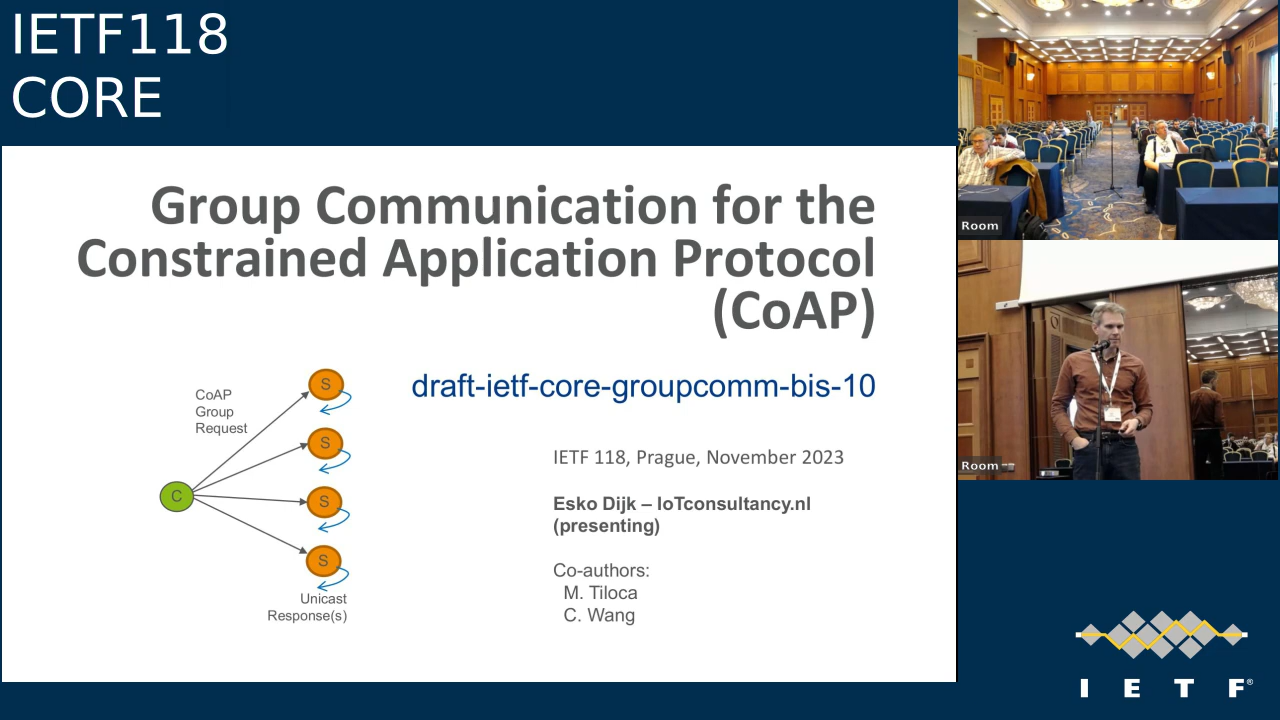 IETF118
CORE
Group Communication for the
Constrained Application Protocol
(CoAP)
draft-ietf-core-groupcomm-bis-10
CoAP
Group
Request
S
S
S
S
C
Unicast
Response(s)
IETF 118, Prague, November 2023
Esko Dijk – IoTconsultancy.nl
(presenting)
Co-authors:
M. Tiloca
C. Wang
Room
Room
I E T F®